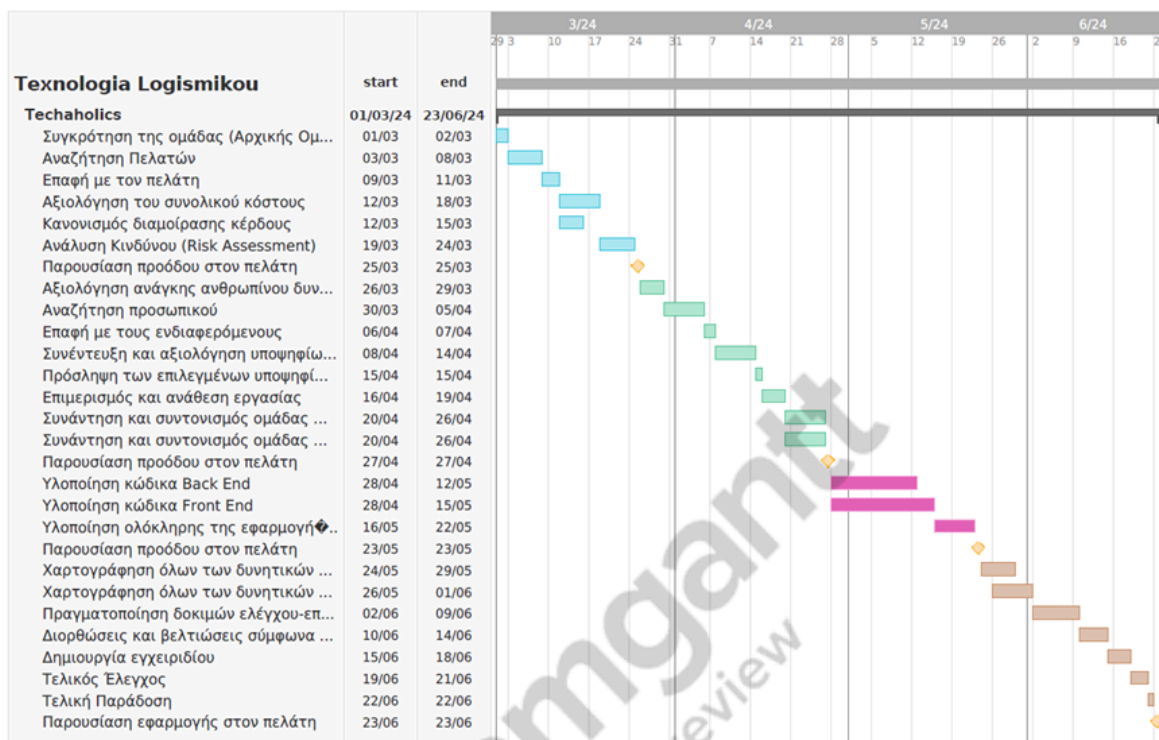 3/24 4/24 5/24 6/24
29 3 10 17 24 31 7 14 21 28 5 12 19 26 2 9 16 2
Texnologia Logismikou start end
Techaholics 01/03/24 23/06/24
Συγκρότηση της ομάδας (Αρχικής Ομ... 01/03 02/03
Αναζήτηση Πελατών 03/03 08/03
Επαφή με τον πελάτη 09/03 11/03
Αξιολόγηση του συνολικού κόστους 12/03 18/03
Κανονισμός διαμοίρασης κέρδους 12/03 15/03
Ανάλυση Κινδύνου (Risk Assessment) 19/03 24/03
Παρουσίαση προόδου στον πελάτη 25/03 25/03
Αξιολόγηση ανάγκης ανθρωπίνου δυν... 26/03 29/03
Αναζήτηση προσωπικού 30/03 05/04
Επαφή με τους ενδιαφερόμενους 06/04 07/04
Συνέντευξη και αξιολόγηση υποψηφίω... 08/04 14/04
Πρόσληψη των επιλεγμένων υποψηφί... 15/04 15/04
Επιμερισμός και ανάθεση εργασίας 16/04 19/04
Συνάντηση και συντονισμός ομάδας ... 20/04 26/04
Συνάντηση και συντονισμός ομάδας ... 20/04 26/04
Παρουσίαση προόδου στον πελάτη 27/04 27/04
Υλοποίηση κώδικα Back End 28/04 12/05
Υλοποίηση κώδικα Front End 28/04 15/05
Υλοποίηση ολόκληρης της εφαρμογή�.. 16/05 22/05
Παρουσίαση προόδου στον πελάτη 23/05 23/05
Χαρτογράφηση όλων των δυνητικών ... 24/05 29/05
Χαρτογράφηση όλων των δυνητικών ... 26/05 01/06
Πραγματοποίηση δοκιμών ελέγχου-επ... 02/06 09/06
Διορθώσεις και βελτιώσεις σύμφωνα ... 10/06 14/06
Δημιουργία εγχειριδίου 15/06 18/06
Τελικός Έλεγχος 19/06 21/06
Τελική Παράδοση 22/06 22/06
Παρουσίαση εφαρμογής στον πελάτη 23/06 23/06